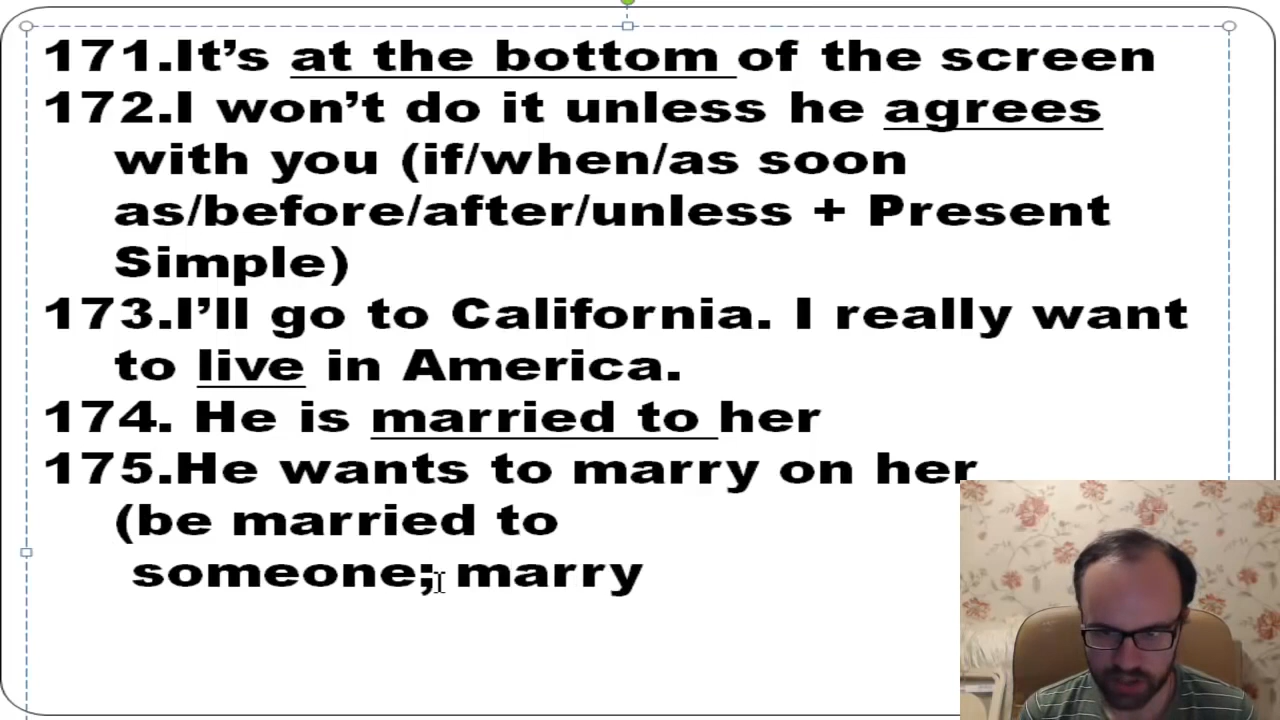 171.It’s at the bottom of the screen
172.I won’t do it unless he agrees
with you (if/when/as soon
as/before/after/unless + Present
Simple)
173.I’ll go to California. I really want
to live in America.
174. He is married to her
175.He wants to marry on her
(be married to
someone; marry